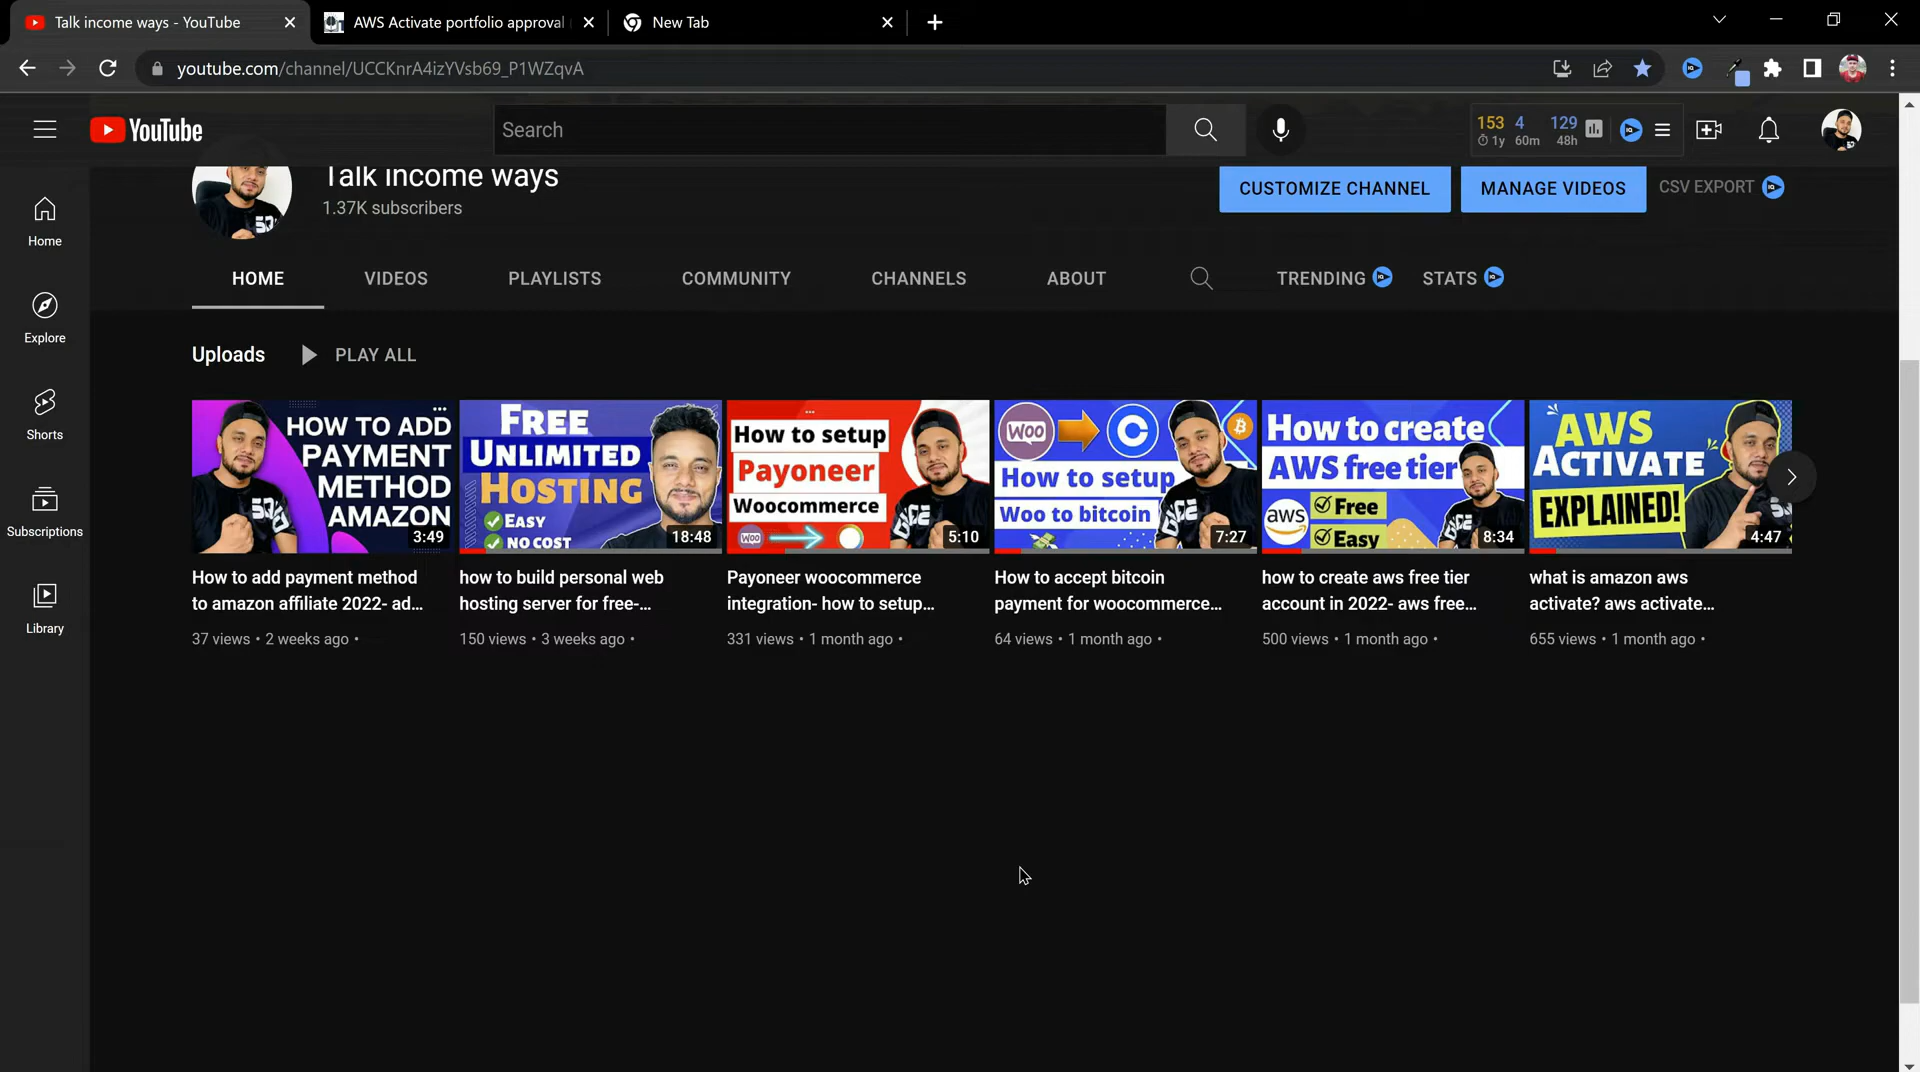 Talk income ways - YouTube
AWS Activate portfolio approval
New Tab
youtube.com/channel/UCCKnrA4izYVsb69_P1WZqvA
YouTube
Search
153 4 129
1y 60m 48h
Talk income ways
1.37K subscribers
CUSTOMIZE CHANNEL
MANAGE VIDEOS
CSV EXPORT
HOME
VIDEOS
PLAYLISTS
COMMUNITY
CHANNELS
ABOUT
TRENDING
STATS
Home
Explore
Shorts
Subscriptions
Library
Uploads
PLAY ALL
HOW TO ADD
PAYMENT
METHOD
AMAZON
3:49
How to add payment method
to amazon affiliate 2022- ad...
37 views • 2 weeks ago •
FREE
UNLIMITED
HOSTING
EASY
NO COST
18:48
how to build personal web
hosting server for free-...
150 views • 3 weeks ago •
How to setup
Payoneer
Woocommerce
WOO
5:10
Payoneer woocommerce
integration- how to setup...
331 views • 1 month ago •
WOO
How to setup
Woo to bitcoin
7:27
How to accept bitcoin
payment for woocommerce...
64 views • 1 month ago •
How to create
AWS free tier
aws
Free
Easy
8:34
how to create aws free tier
account in 2022- aws free...
500 views • 1 month ago •
AWS
ACTIVATE
EXPLAINED!
4:47
what is amazon aws
activate? aws activate...
655 views • 1 month ago •